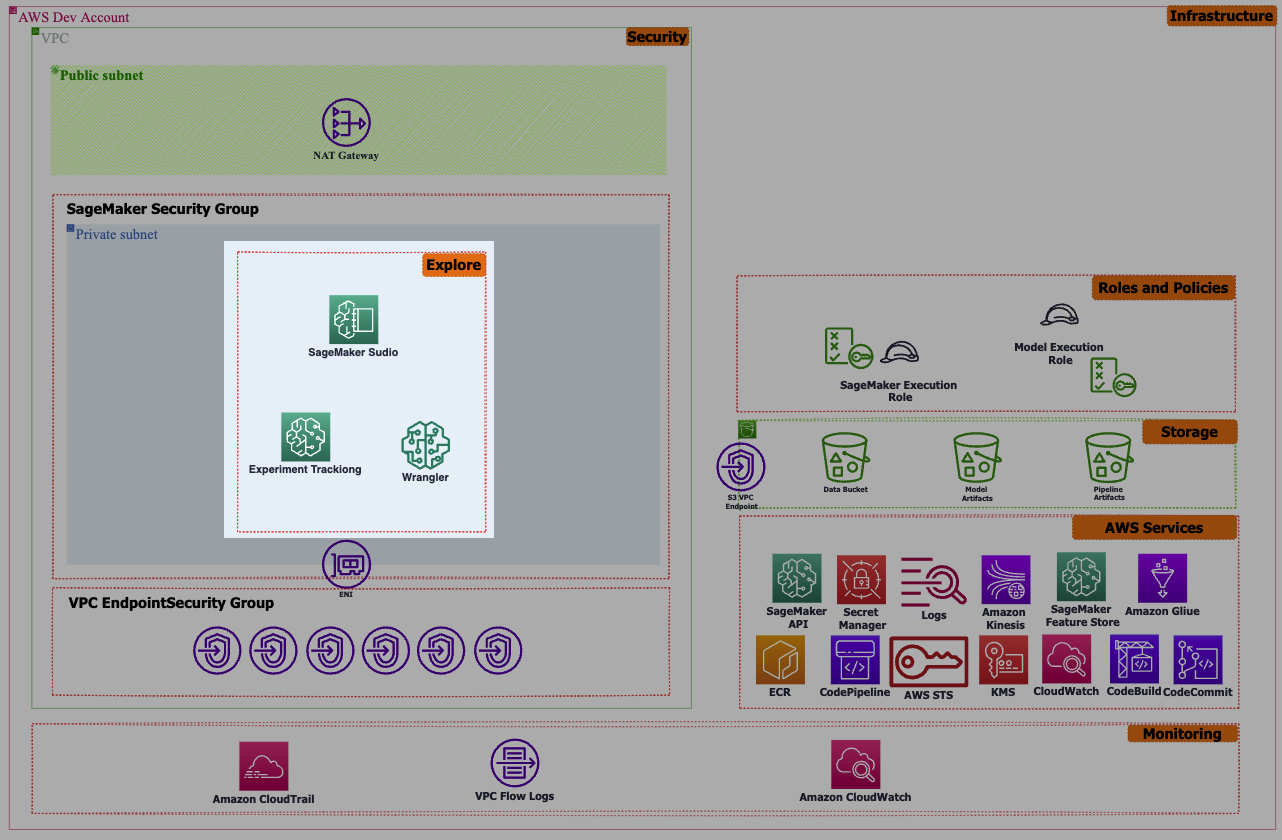 AWS Dev Account
Infrastructure
VPC
Security
Public subnet
NAT Gateway
SageMaker Security Group
Private subnet
Explore
SageMaker Sudio
Experiment Trackiong
Wrangler
ENI
VPC EndpointSecurity Group
Roles and Policies
SageMaker Execution
Role
Model Execution
Role
Storage
S3 VPC
Endpoint
Data Bucket
Model
Artifacts
Pipeline
Artifacts
AWS Services
SageMaker
API
Secret
Manager
Logs
Amazon
Kinesis
SageMaker
Feature Store
Amazon Gliue
ECR
CodePipeline
AWS STS
KMS
CloudWatch
CodeBuild
CodeCommit
Monitoring
Amazon CloudTrail
VPC Flow Logs
Amazon CloudWatch